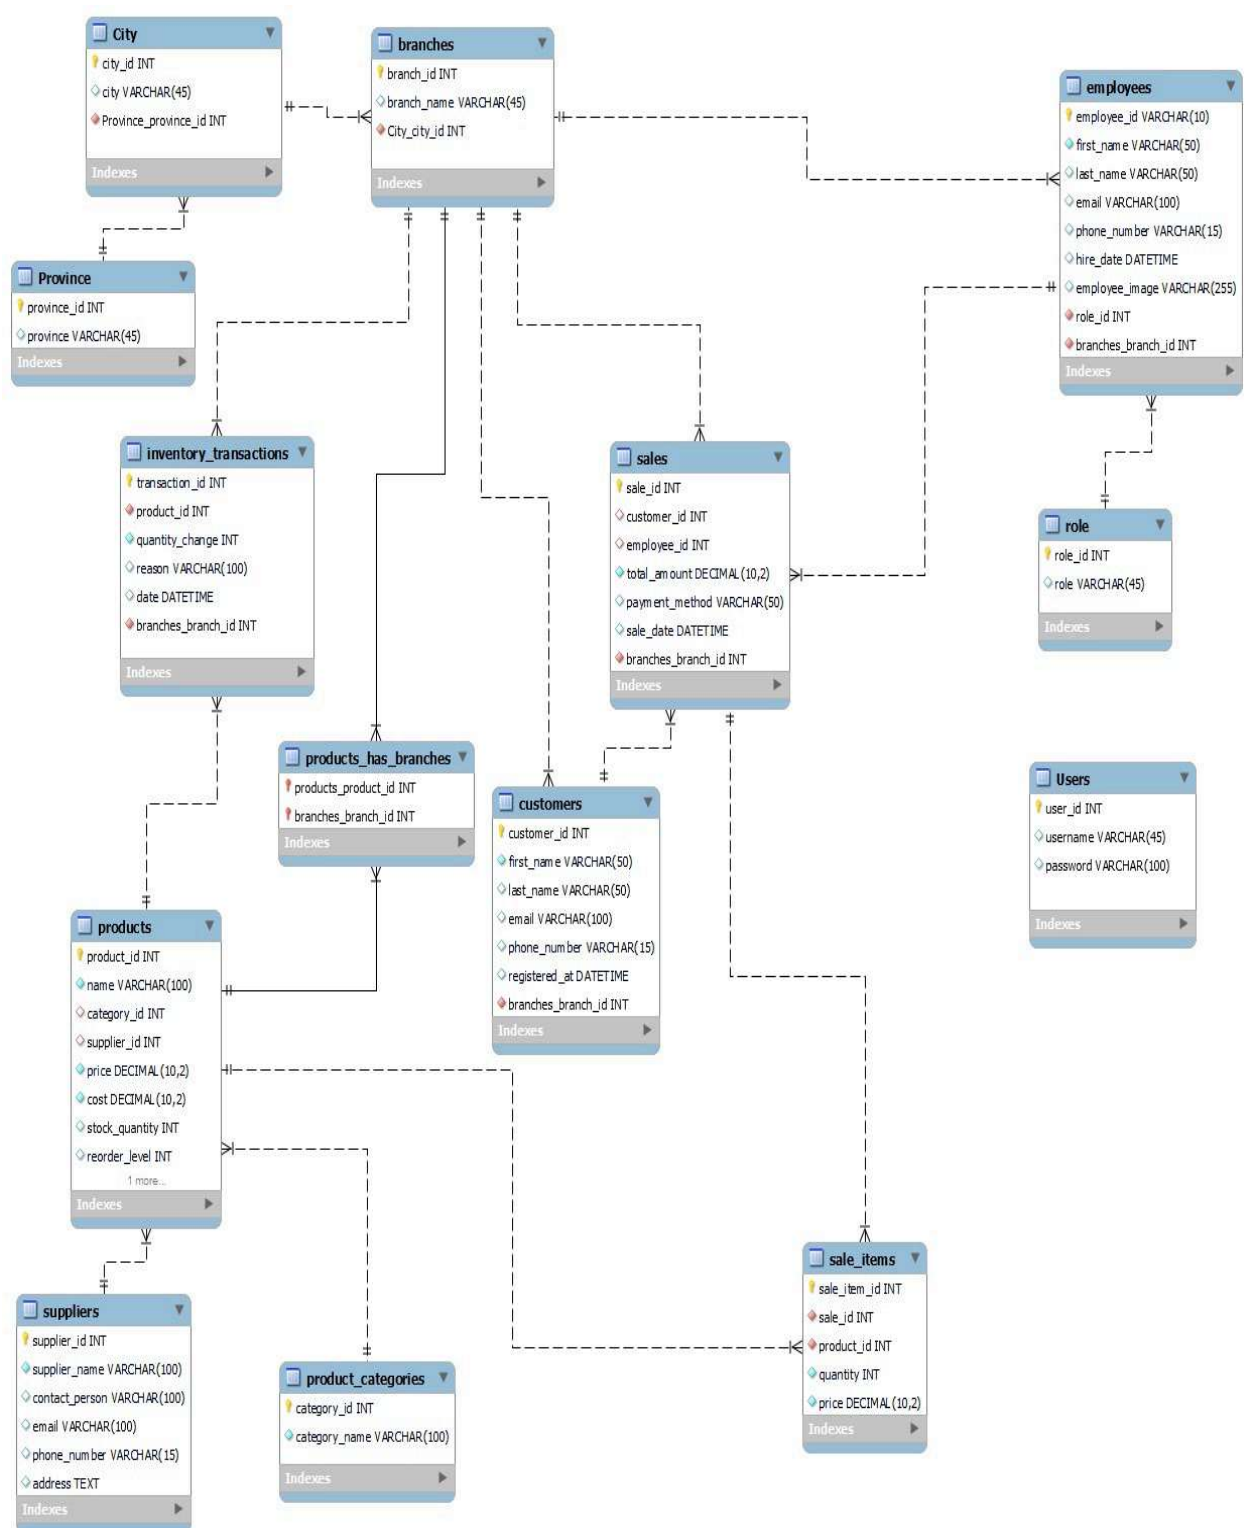 City
city_id INT
city VARCHAR(45)
Province_province_id INT
Indexes
branches
branch_id INT
branch_name VARCHAR(45)
City_city_id INT
Indexes
employees
employee_id VARCHAR(10)
first_name VARCHAR(50)
last_name VARCHAR(50)
email VARCHAR(100)
phone_number VARCHAR(15)
hire_date DATETIME
employee_image VARCHAR(255)
role_id INT
branches_branch_id INT
Indexes
Province
province_id INT
province VARCHAR(45)
Indexes
inventory_transactions
transaction_id INT
product_id INT
quantity_change INT
reason VARCHAR(100)
date DATETIME
branches_branch_id INT
Indexes
sales
sale_id INT
customer_id INT
employee_id INT
total_amount DECIMAL(10,2)
payment_method VARCHAR(50)
sale_date DATETIME
branches_branch_id INT
Indexes
role
role_id INT
role VARCHAR(45)
Indexes
products_has_branches
products_product_id INT
branches_branch_id INT
Indexes
customers
customer_id INT
first_name VARCHAR(50)
last_name VARCHAR(50)
email VARCHAR(100)
phone_number VARCHAR(15)
registered_at DATETIME
branches_branch_id INT
Indexes
Users
user_id INT
username VARCHAR(45)
password VARCHAR(100)
Indexes
products
product_id INT
name VARCHAR(100)
category_id INT
supplier_id INT
price DECIMAL(10,2)
cost DECIMAL(10,2)
stock_quantity INT
reorder_level INT
1 more...
Indexes
sale_items
sale_item_id INT
sale_id INT
product_id INT
quantity INT
price DECIMAL(10,2)
Indexes
suppliers
supplier_id INT
supplier_name VARCHAR(100)
contact_person VARCHAR(100)
email VARCHAR(100)
phone_number VARCHAR(15)
address TEXT
Indexes
product_categories
category_id INT
category_name VARCHAR(100)
Indexes